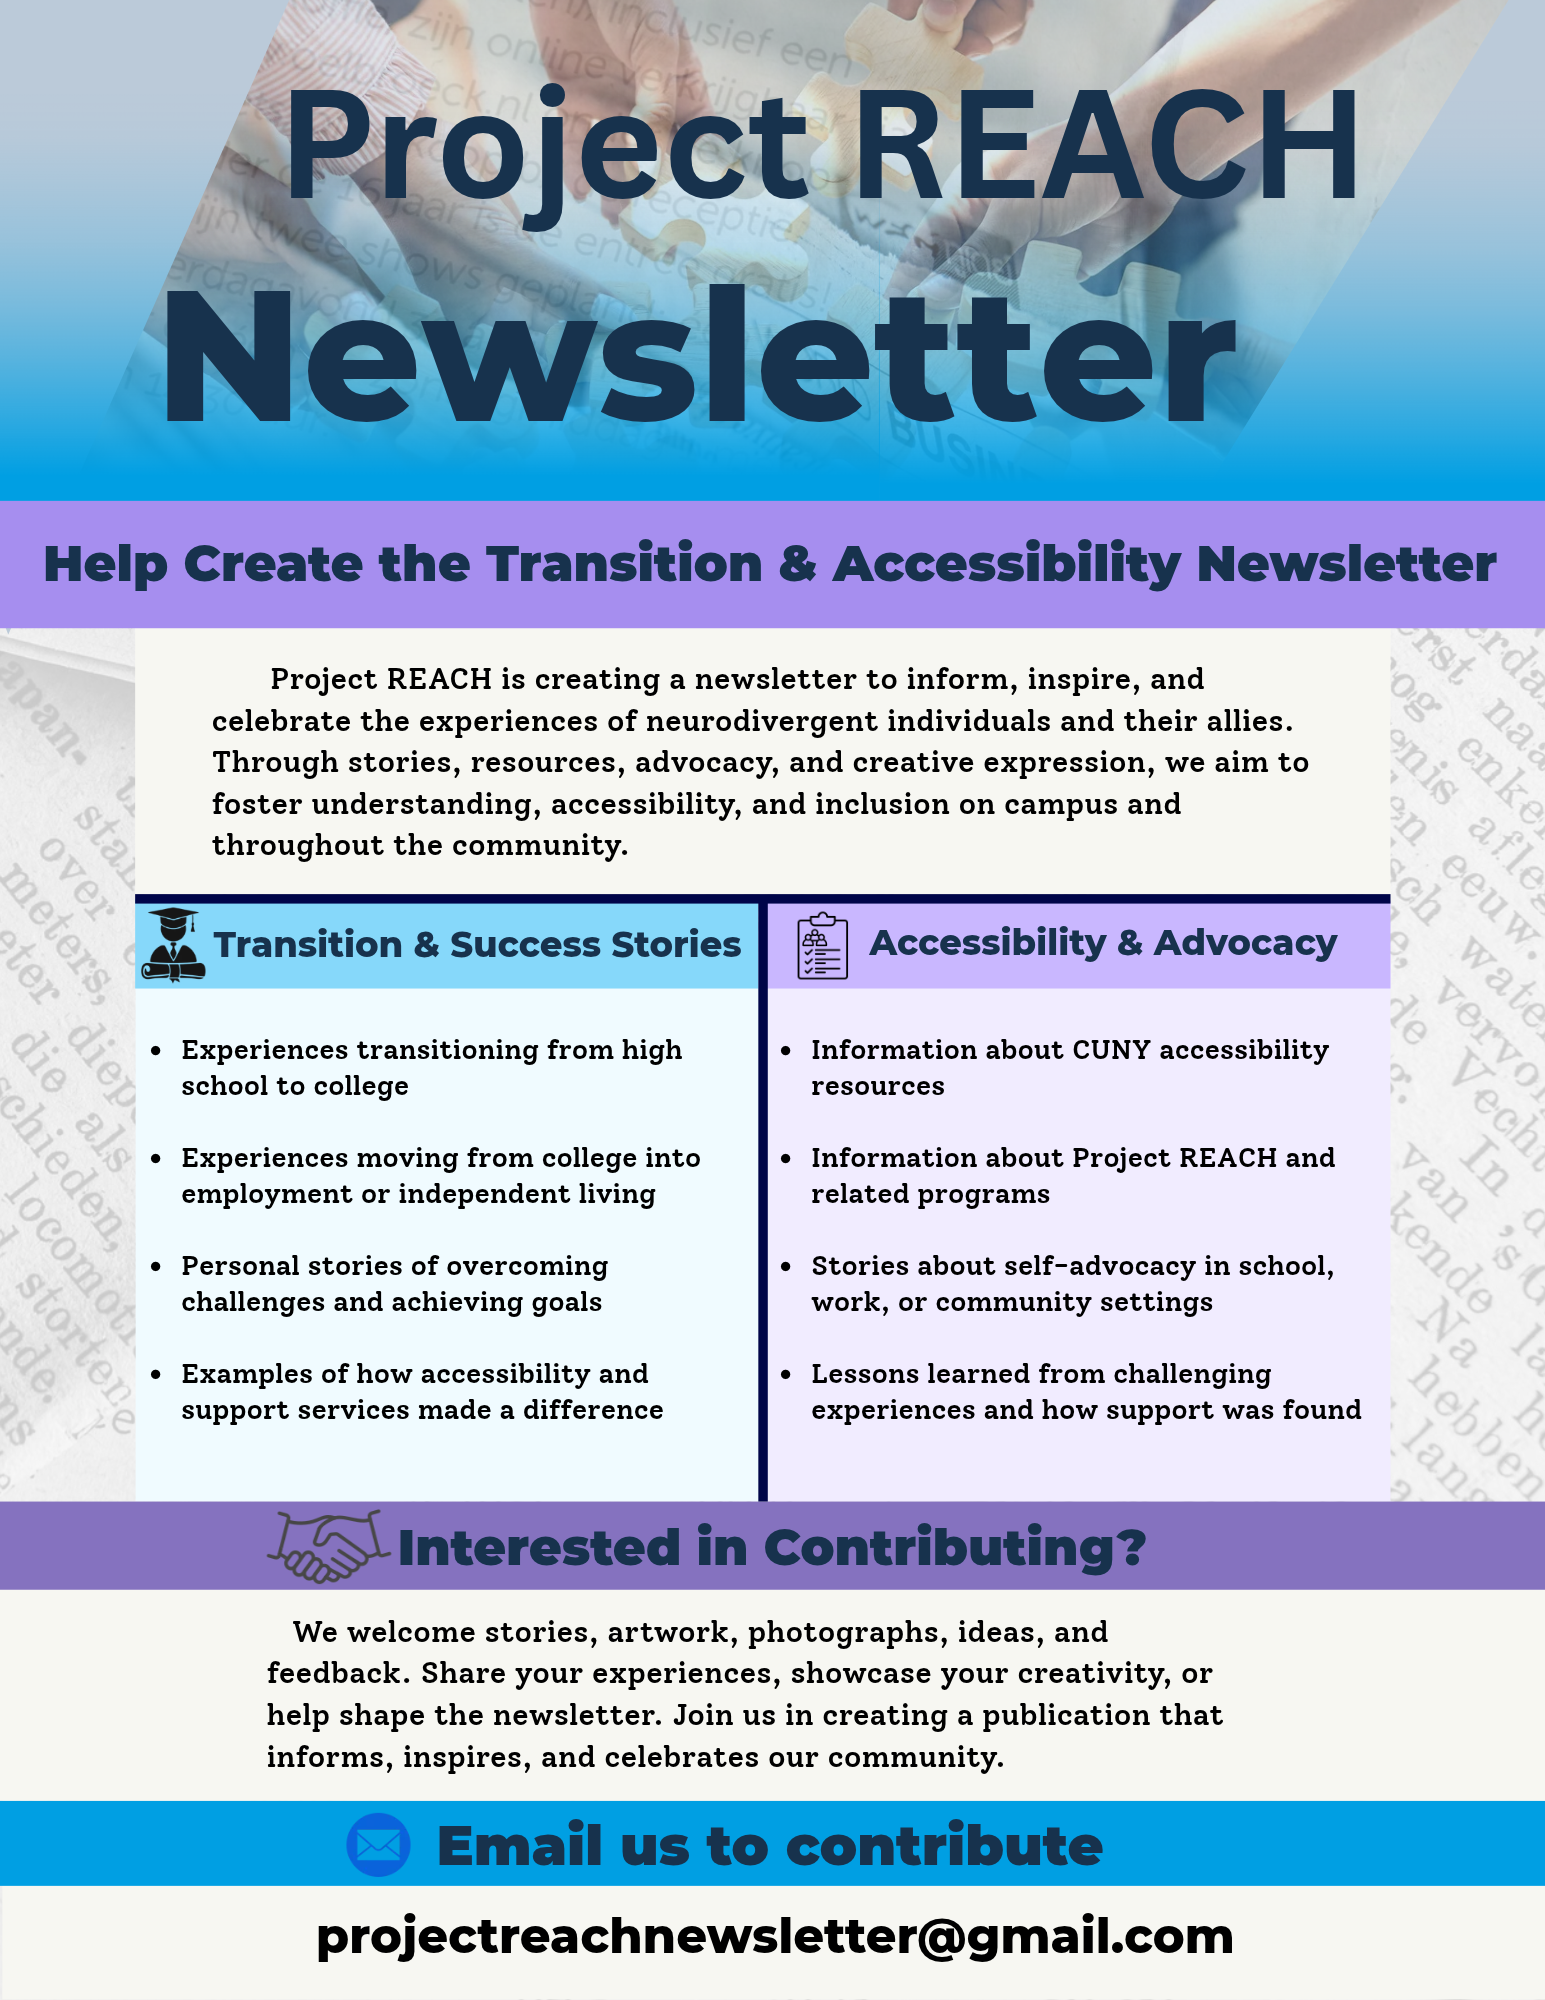 Project REACH
Newsletter
Help Create the Transition & Accessibility Newsletter
Project REACH is creating a newsletter to inform, inspire, and
celebrate the experiences of neurodivergent individuals and their allies.
Through stories, resources, advocacy, and creative expression, we aim to
foster understanding, accessibility, and inclusion on campus and
throughout the community.
Transition & Success Stories
• Experiences transitioning from high
school to college
• Experiences moving from college into
employment or independent living
• Personal stories of overcoming
challenges and achieving goals
• Examples of how accessibility and
support services made a difference
Accessibility & Advocacy
• Information about CUNY accessibility
resources
• Information about Project REACH and
related programs
• Stories about self-advocacy in school,
work, or community settings
• Lessons learned from challenging
experiences and how support was found
Interested in Contributing?
We welcome stories, artwork, photographs, ideas, and
feedback. Share your experiences, showcase your creativity, or
help shape the newsletter. Join us in creating a publication that
informs, inspires, and celebrates our community.
Email us to contribute
projectreachnewsletter@gmail.com